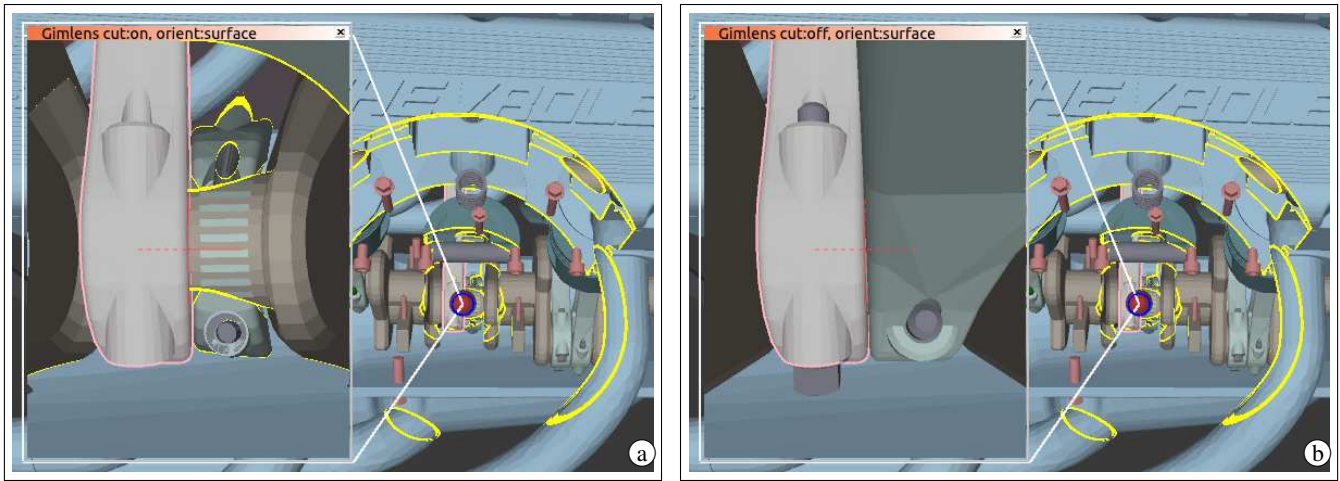 Gimlens cut:on, orient:surface
x
a
Gimlens cut:off, orient:surface
x
b